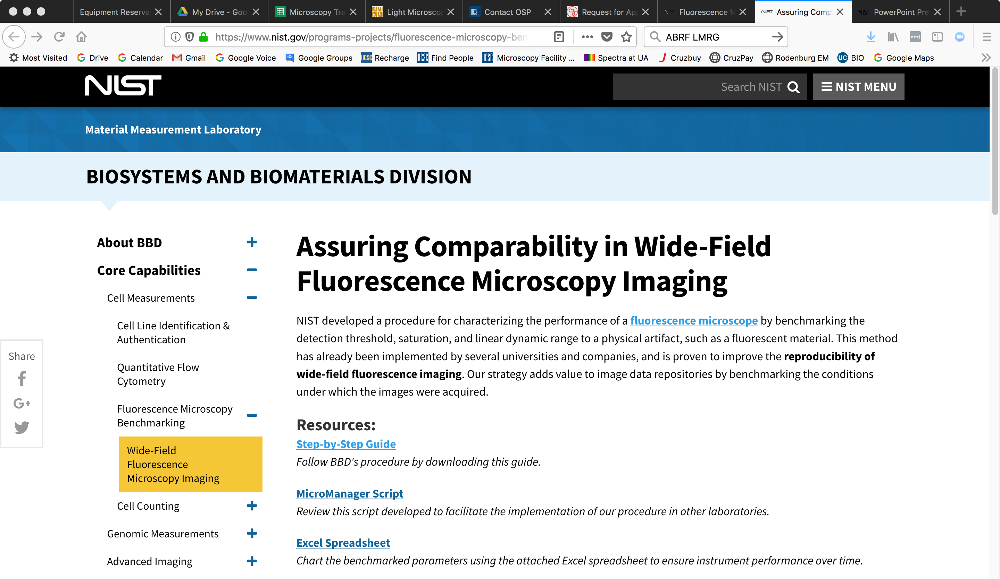 Equipment Reserva
My Drive - Goo
Microscopy Tra
Light Microscop
UCSC Contact OSP
Request for Ap
Fluorescence M
NIST Assuring Comp
NIST PowerPoint Pre
https://www.nist.gov/programs-projects/fluorescence-microscopy-ben
ABRF LMRG
Most Visited
Drive
Calendar
Gmail
Google Voice
Google Groups
UCSC Recharge
UCSC Find People
UCSC Microscopy Facility ...
Spectra at UA
Cruzbuy
CruzPay
Rodenburg EM
UC BIO
Google Maps
NIST
Search NIST
NIST MENU
Material Measurement Laboratory
BIOSYSTEMS AND BIOMATERIALS DIVISION
About BBD
Core Capabilities
Cell Measurements
Cell Line Identification &
Authentication
Quantitative Flow
Cytometry
Fluorescence Microscopy
Benchmarking
Wide-Field
Fluorescence
Microscopy Imaging
Cell Counting
Genomic Measurements
Advanced Imaging
Share
G+
Assuring Comparability in Wide-Field
Fluorescence Microscopy Imaging
NIST developed a procedure for characterizing the performance of a fluorescence microscope by benchmarking the
detection threshold, saturation, and linear dynamic range to a physical artifact, such as a fluorescent material. This method
has already been implemented by several universities and companies, and is proven to improve the reproducibility of
wide-field fluorescence imaging. Our strategy adds value to image data repositories by benchmarking the conditions
under which the images were acquired.
Resources:
Step-by-Step Guide
Follow BBD's procedure by downloading this guide.
MicroManager Script
Review this script developed to facilitate the implementation of our procedure in other laboratories.
Excel Spreadsheet
Chart the benchmarked parameters using the attached Excel spreadsheet to ensure instrument performance over time.